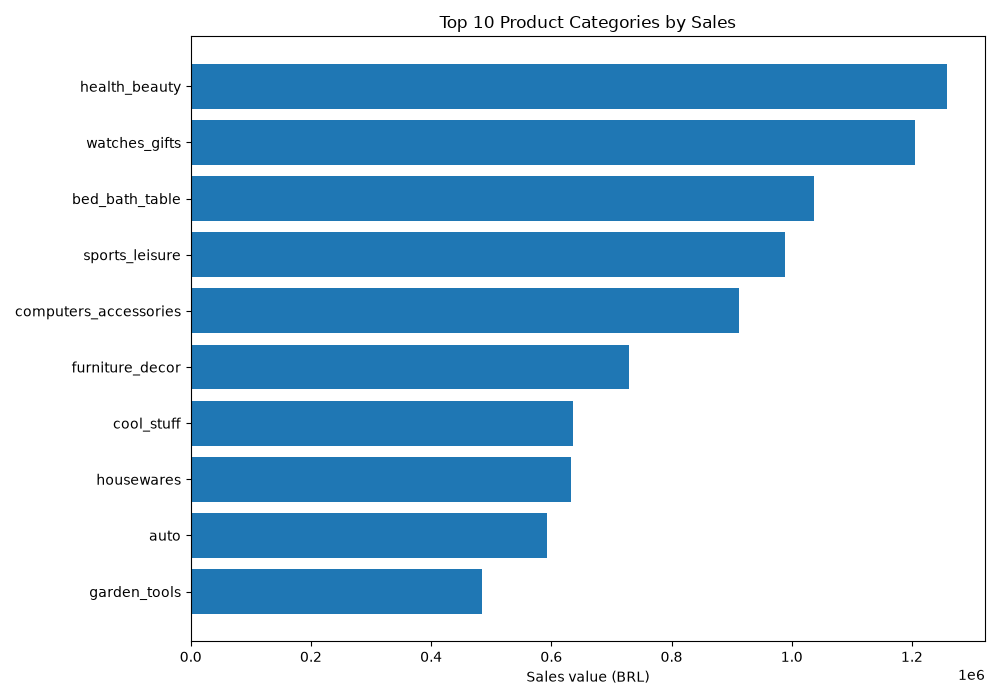 Top 10 Product Categories by Sales
health_beauty
watches_gifts
bed_bath_table
sports_leisure
computers_accessories
furniture_decor
cool_stuff
housewares
auto
garden_tools
0.0 0.2 0.4 0.6 0.8 1.0 1.2
1e6
Sales value (BRL)